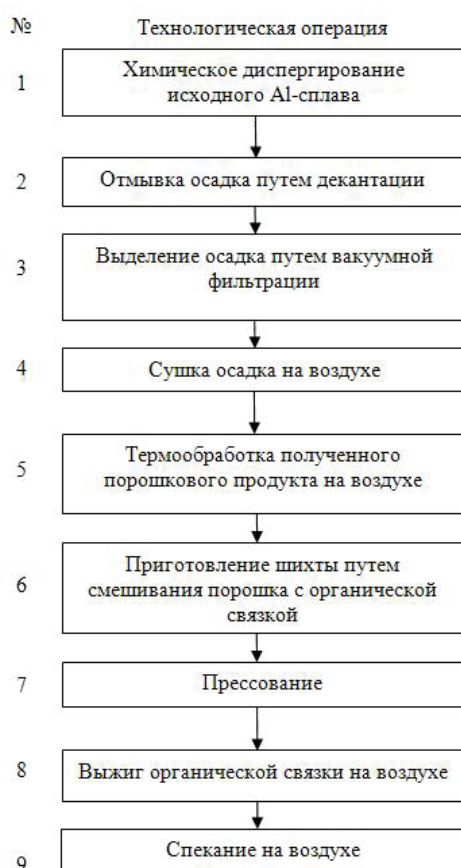 № Технологическая операция
1 Химическое диспергирование
исходного Al-сплава
2 Отмывка осадка путем декантации
3 Выделение осадка путем вакуумной
фильтрации
4 Сушка осадка на воздухе
5 Термообработка полученного
порошкового продукта на воздухе
6 Приготовление шихты путем
смешивания порошка с органической
связкой
7 Прессование
8 Выжиг органической связки на воздухе
9 Спекание на воздухе